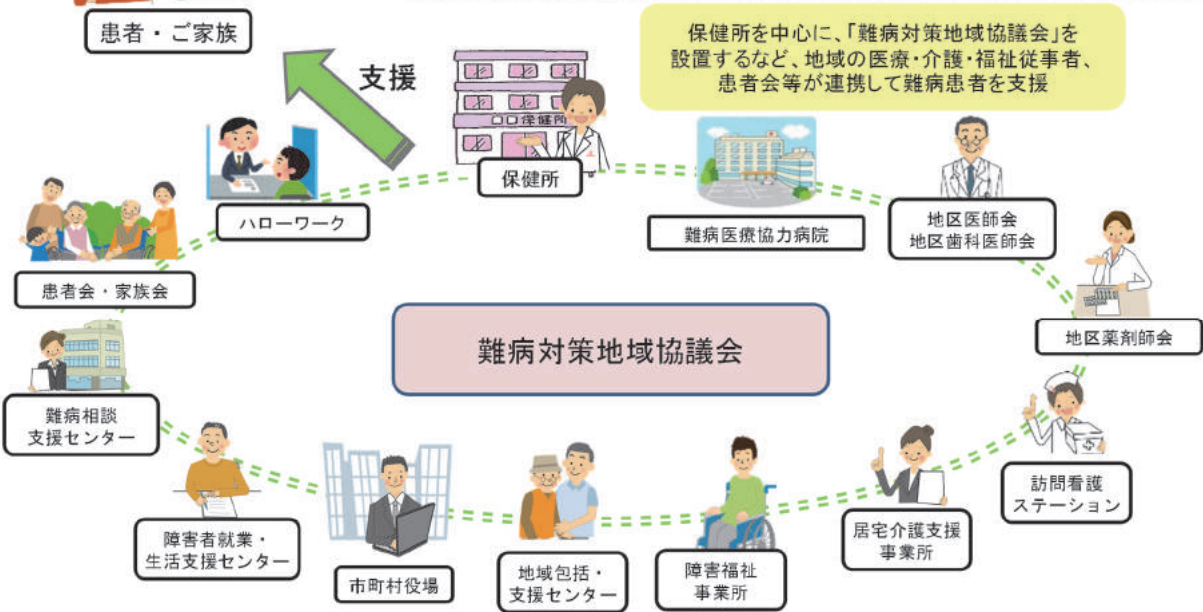 患者・ご家族
支援
保健所を中心に、「難病対策地域協議会」を
設置するなど、地域の医療・介護・福祉従事者、
患者会等が連携して難病患者を支援
口口保健所
保健所
ハローワーク
難病医療協力病院
地区医師会
地区歯科医師会
患者会・家族会
地区薬剤師会
難病対策地域協議会
難病相談
支援センター
訪問看護
ステーション
障害者就業・
生活支援センター
市町村役場
地域包括・
支援センター
障害福祉
事業所
居宅介護支援
事業所